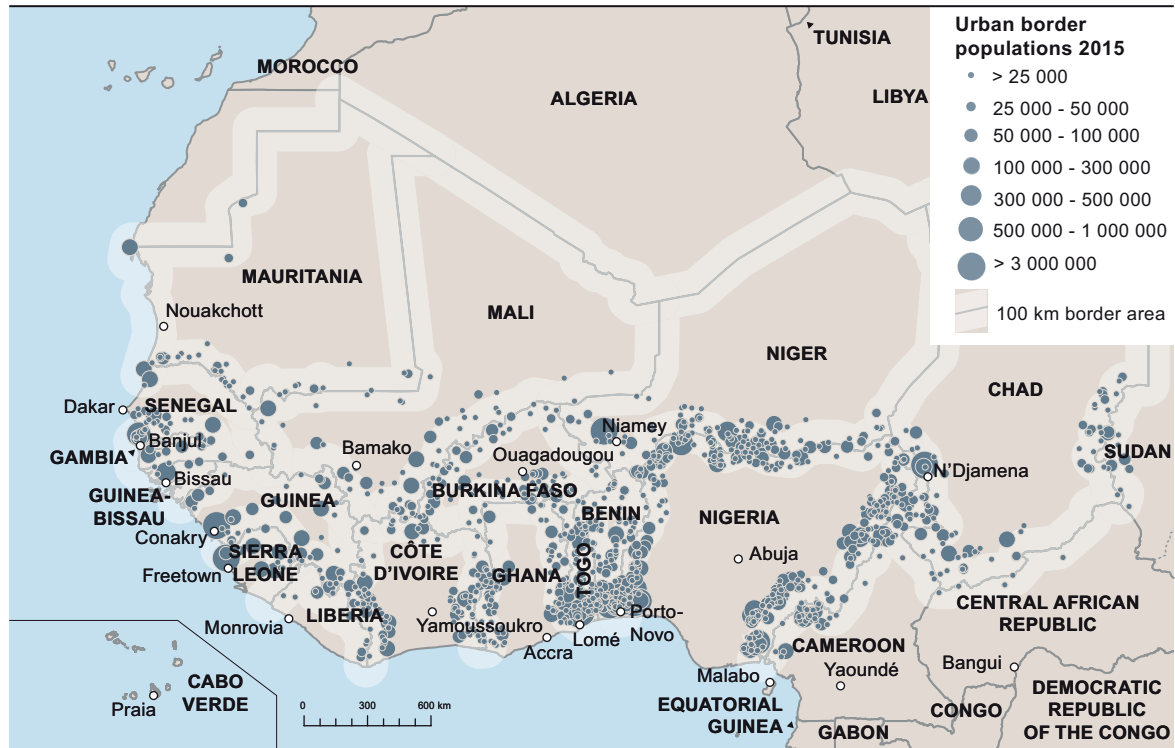 Urban border
populations 2015
> 25 000
25 000 - 50 000
50 000 - 100 000
100 000 - 300 000
300 000 - 500 000
500 000 - 1 000 000
> 3 000 000
100 km border area
TUNISIA
MOROCCO
ALGERIA
LIBYA
MAURITANIA
Nouakchott
MALI
NIGER
CHAD
Dakar
SENEGAL
Banjul
GAMBIA
Bissau
GUINEA-
BISSAU
GUINEA
Conakry
SIERRA
LEONE
Freetown
LIBERIA
Monrovia
Bamako
Ouagadougou
BURKINA FASO
Niamey
BENIN
CÔTE
D'IVOIRE
GHANA
TOGO
Yamoussoukro
Accra
Lomé
Porto-
Novo
NIGERIA
Abuja
N'Djamena
SUDAN
CENTRAL AFRICAN
REPUBLIC
CAMEROON
Yaoundé
Bangui
Malabo
EQUATORIAL
GUINEA
GABON
CONGO
DEMOCRATIC
REPUBLIC
OF THE CONGO
CABO
VERDE
Praia
0 300 600 km